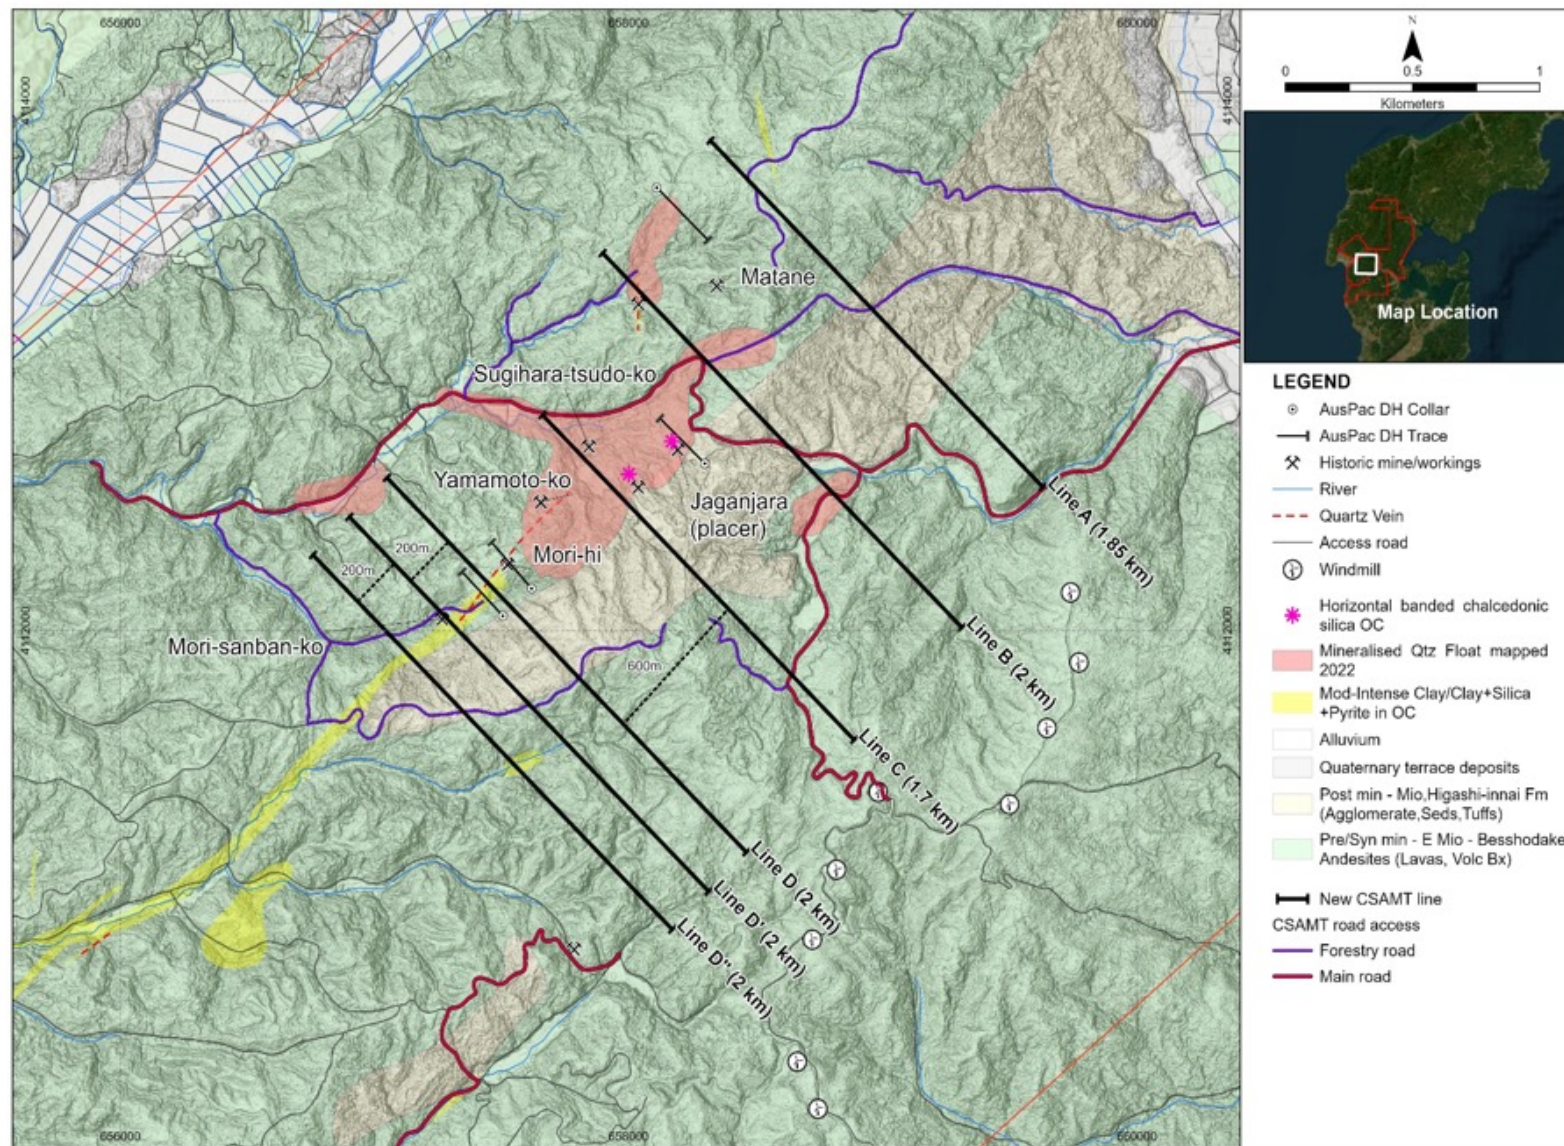 656000
658000
660000
4114000
4114000
N
0
0.5
1
Kilometers
Map Location
Matane
Sugihara-tsudo-ko
Yamamoto-ko
Jaganjara
(placer)
Mori-hi
Mori-sanban-ko
200m
200m
600m
4112000
4112000
Line A (1.85 km)
Line B (2 km)
Line C (1.7 km)
Line D (2 km)
Line D' (2 km)
Line D" (2 km)
656000
658000
660000
LEGEND
AusPac DH Collar
AusPac DH Trace
Historic mine/workings
River
Quartz Vein
Access road
Windmill
Horizontal banded chalcedonic
silica OC
Mineralised Qtz Float mapped
2022
Mod-Intense Clay/Clay+Silica
+Pyrite in OC
Alluvium
Quaternary terrace deposits
Post min - Mio,Higashi-innai Fm
(Agglomerate,Seds,Tuffs)
Pre/Syn min - E Mio - Besshodake
Andesites (Lavas, Volc Bx)
New CSAMT line
CSAMT road access
Forestry road
Main road